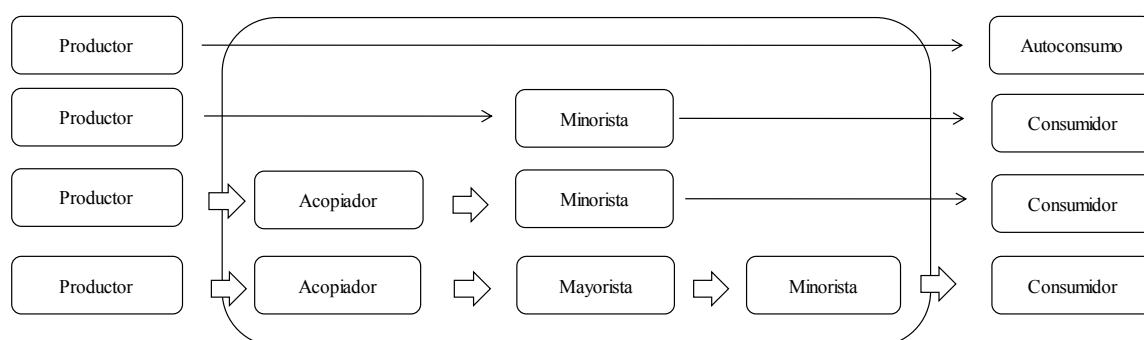 Productor
Autoconsumo
Productor
Minorista
Consumidor
Productor
Acopiador
Minorista
Consumidor
Productor
Acopiador
Mayorista
Minorista
Consumidor